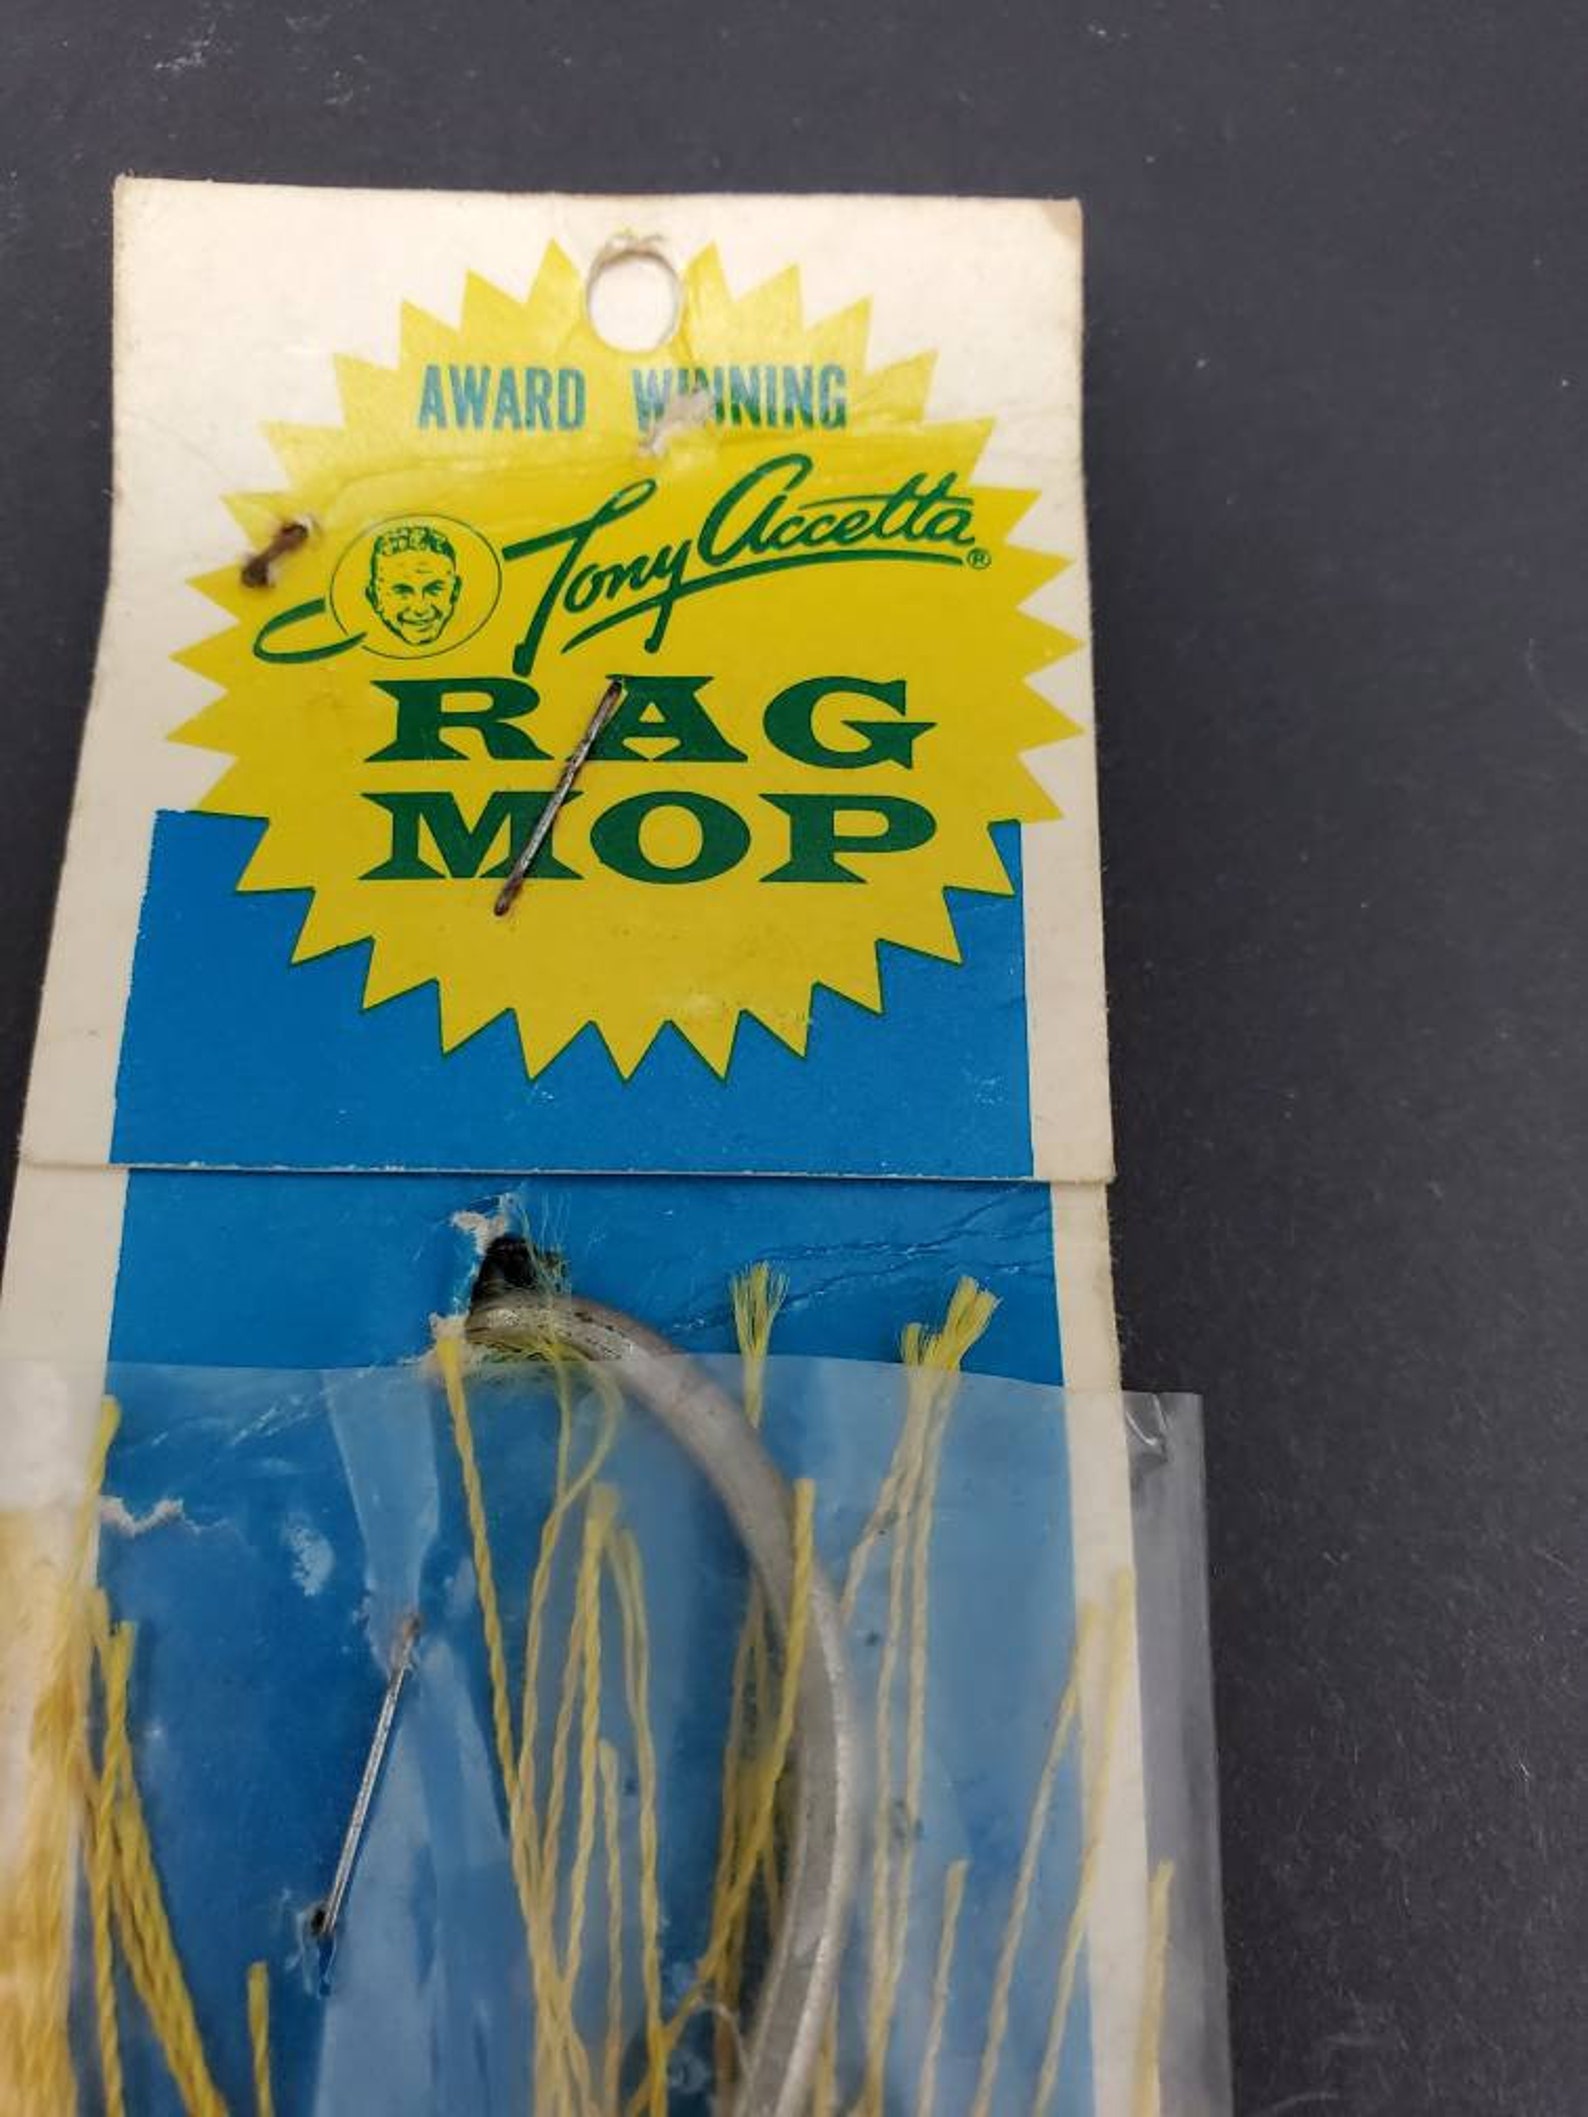 AWARD WINNING
Tony Accetta®
RAG
MOP